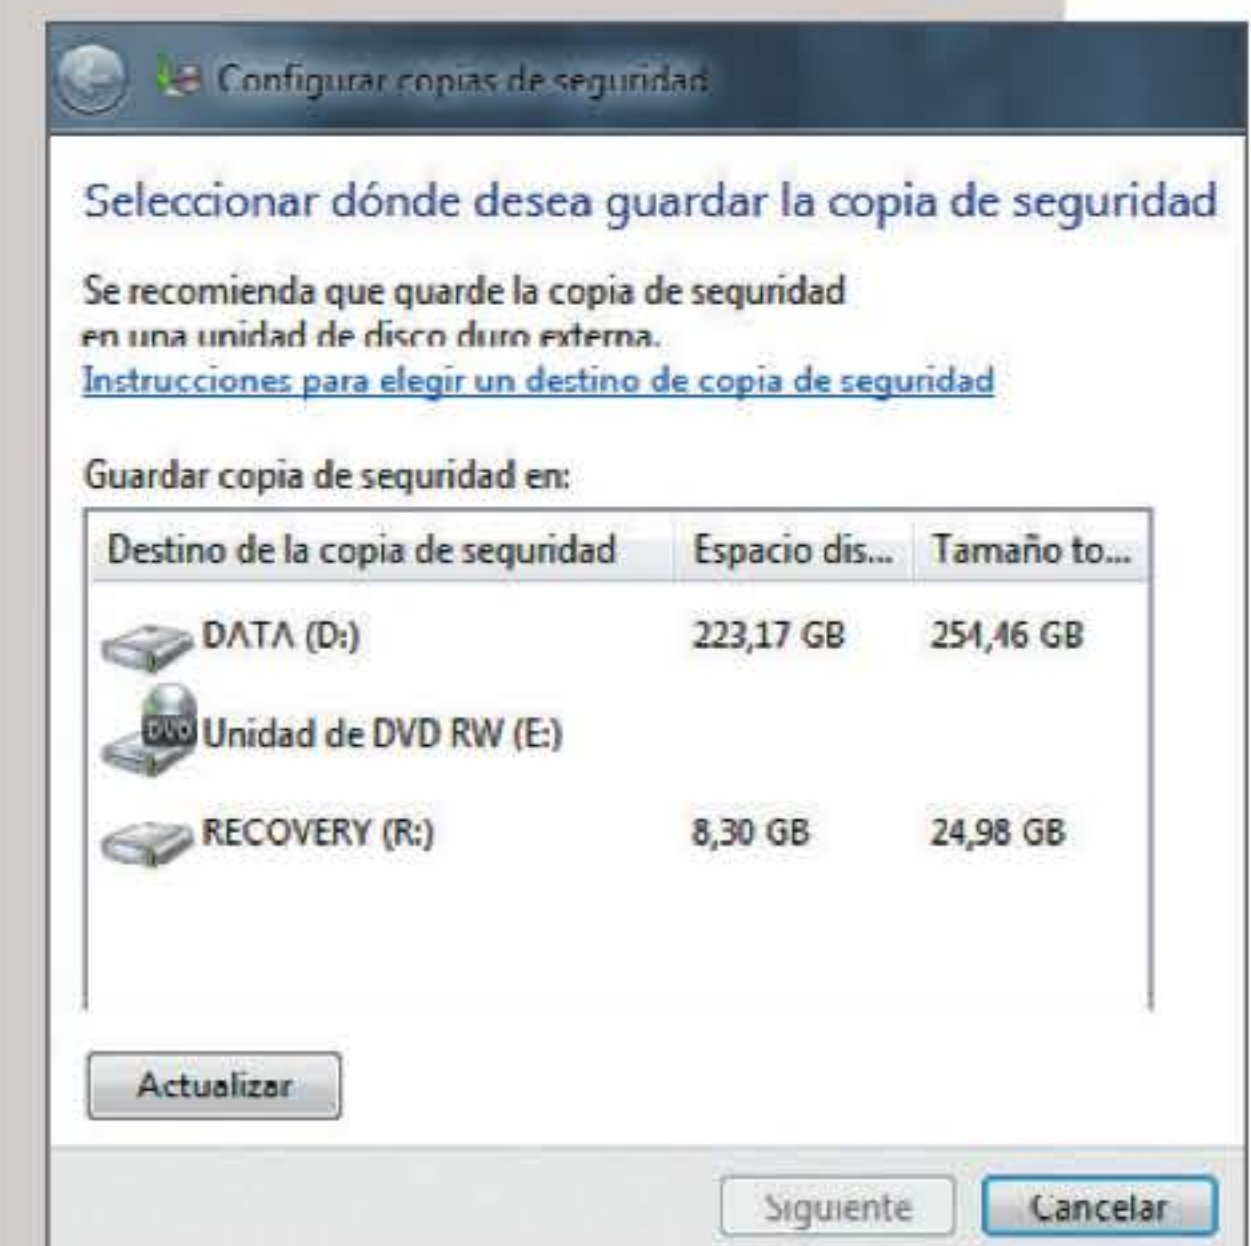 Configurar copias de seguridad
Seleccionar dónde desea guardar la copia de seguridad
Se recomienda que guarde la copia de seguridad
en una unidad de disco duro externa.
Instrucciones para elegir un destino de copia de seguridad
Guardar copia de seguridad en:
Destino de la copia de seguridad Espacio dis... Tamaño to...
DATA (D:) 223,17 GB 254,46 GB
DVD Unidad de DVD RW (E:)
RECOVERY (R:) 8,30 GB 24,98 GB
Actualizar
Siguiente Cancelar